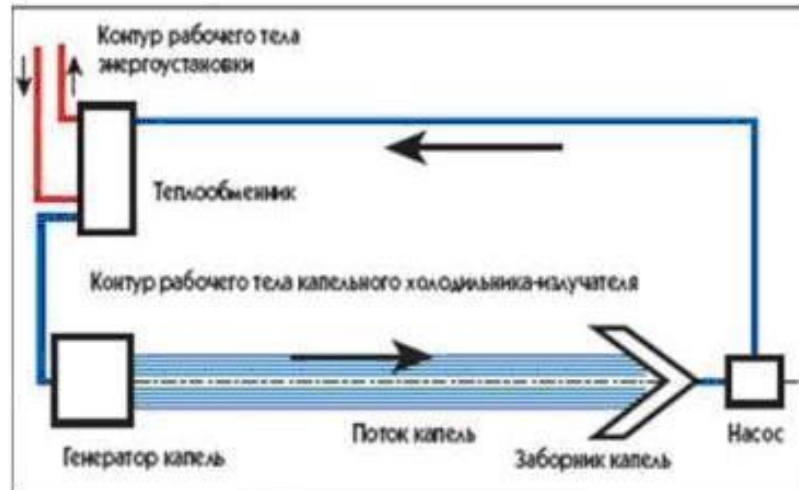 Контур рабочего тела
энергоустановки
Теплообменник
Контур рабочего тела капельного холодильника-излучателя
Поток капель
Насос
Генератор капель
Заборник капель